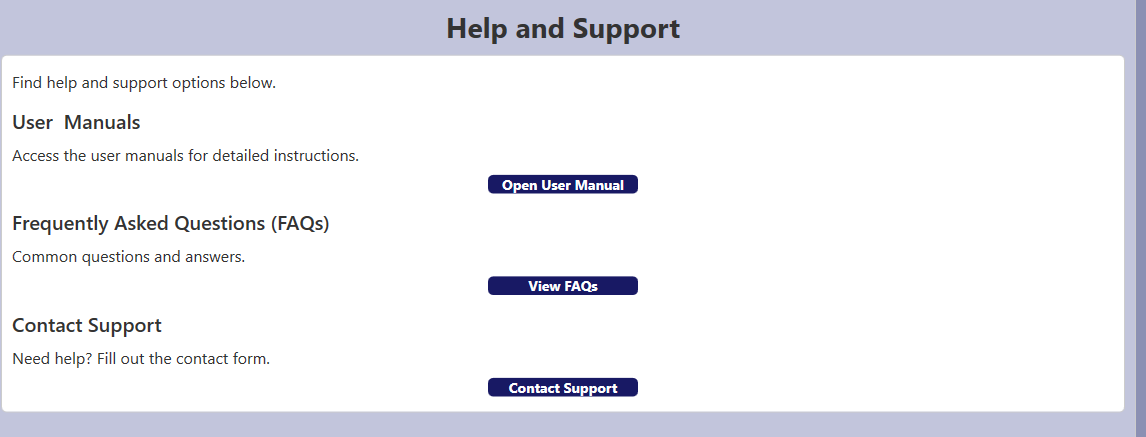 Help and Support
Find help and support options below.
User  Manuals
Access the user manuals for detailed instructions.
Open User Manual
Frequently Asked Questions (FAQs)
Common questions and answers.
View FAQs
Contact Support
Need help? Fill out the contact form.
Contact Support